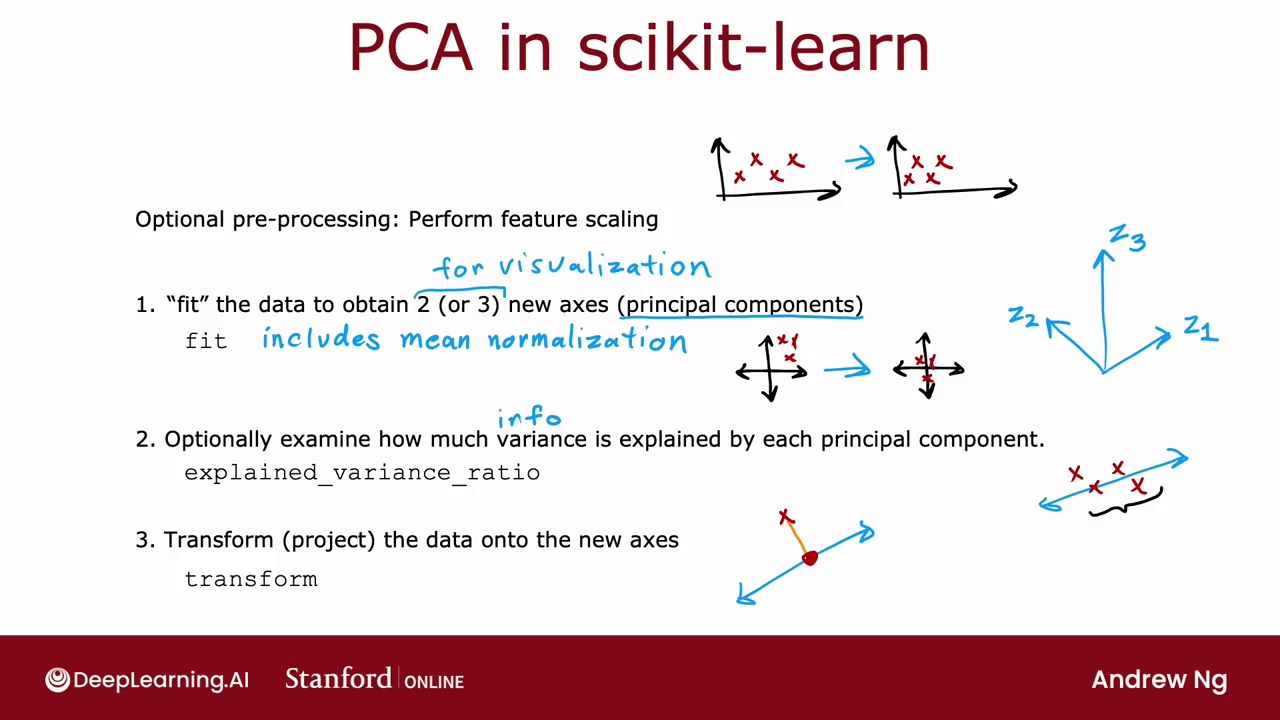 PCA in scikit-learn
Optional pre-processing: Perform feature scaling
for visualization
1. “fit” the data to obtain 2 (or 3) new axes (principal components)
fit includes mean normalization
z3
z2
z1
info
2. Optionally examine how much variance is explained by each principal component.
explained_variance_ratio
3. Transform (project) the data onto the new axes
transform
DeepLearning.AI Stanford | ONLINE Andrew Ng